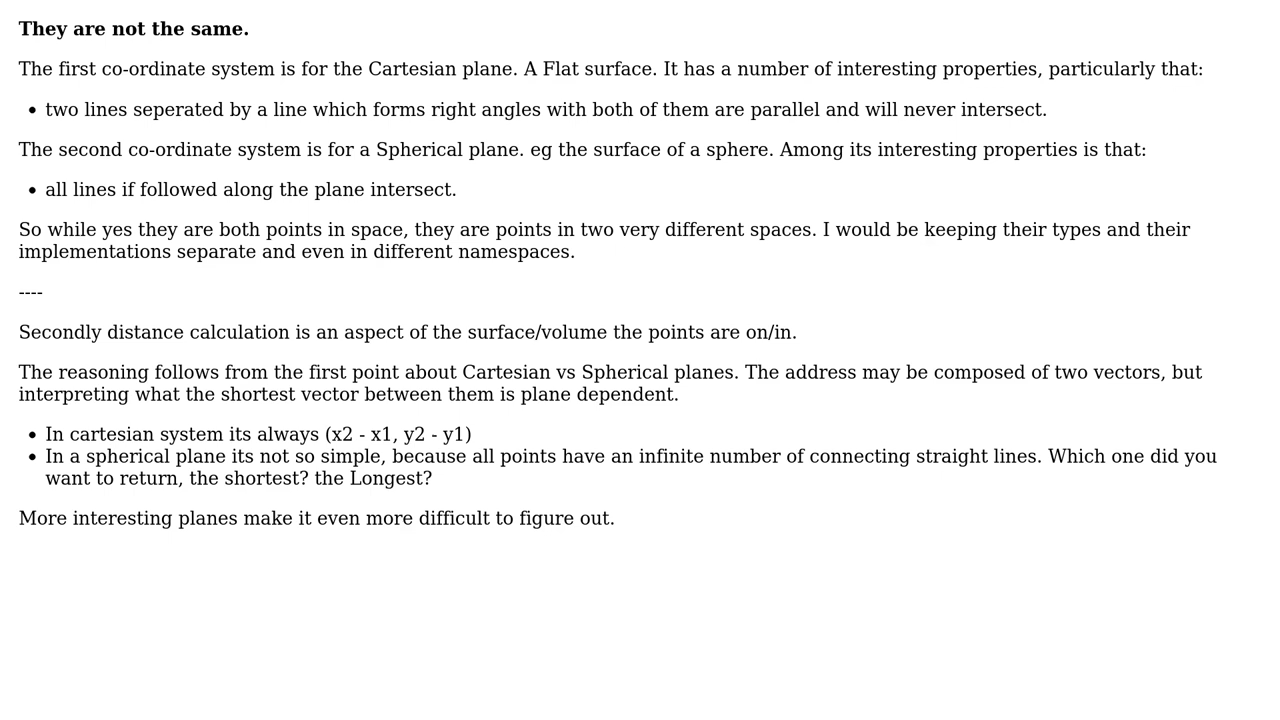 They are not the same.
The first co-ordinate system is for the Cartesian plane. A Flat surface. It has a number of interesting properties, particularly that:
• two lines seperated by a line which forms right angles with both of them are parallel and will never intersect.
The second co-ordinate system is for a Spherical plane. eg the surface of a sphere. Among its interesting properties is that:
• all lines if followed along the plane intersect.
So while yes they are both points in space, they are points in two very different spaces. I would be keeping their types and their
implementations separate and even in different namespaces.
----
Secondly distance calculation is an aspect of the surface/volume the points are on/in.
The reasoning follows from the first point about Cartesian vs Spherical planes. The address may be composed of two vectors, but
interpreting what the shortest vector between them is plane dependent.
• In cartesian system its always (x2 - x1, y2 - y1)
• In a spherical plane its not so simple, because all points have an infinite number of connecting straight lines. Which one did you
want to return, the shortest? the Longest?
More interesting planes make it even more difficult to figure out.